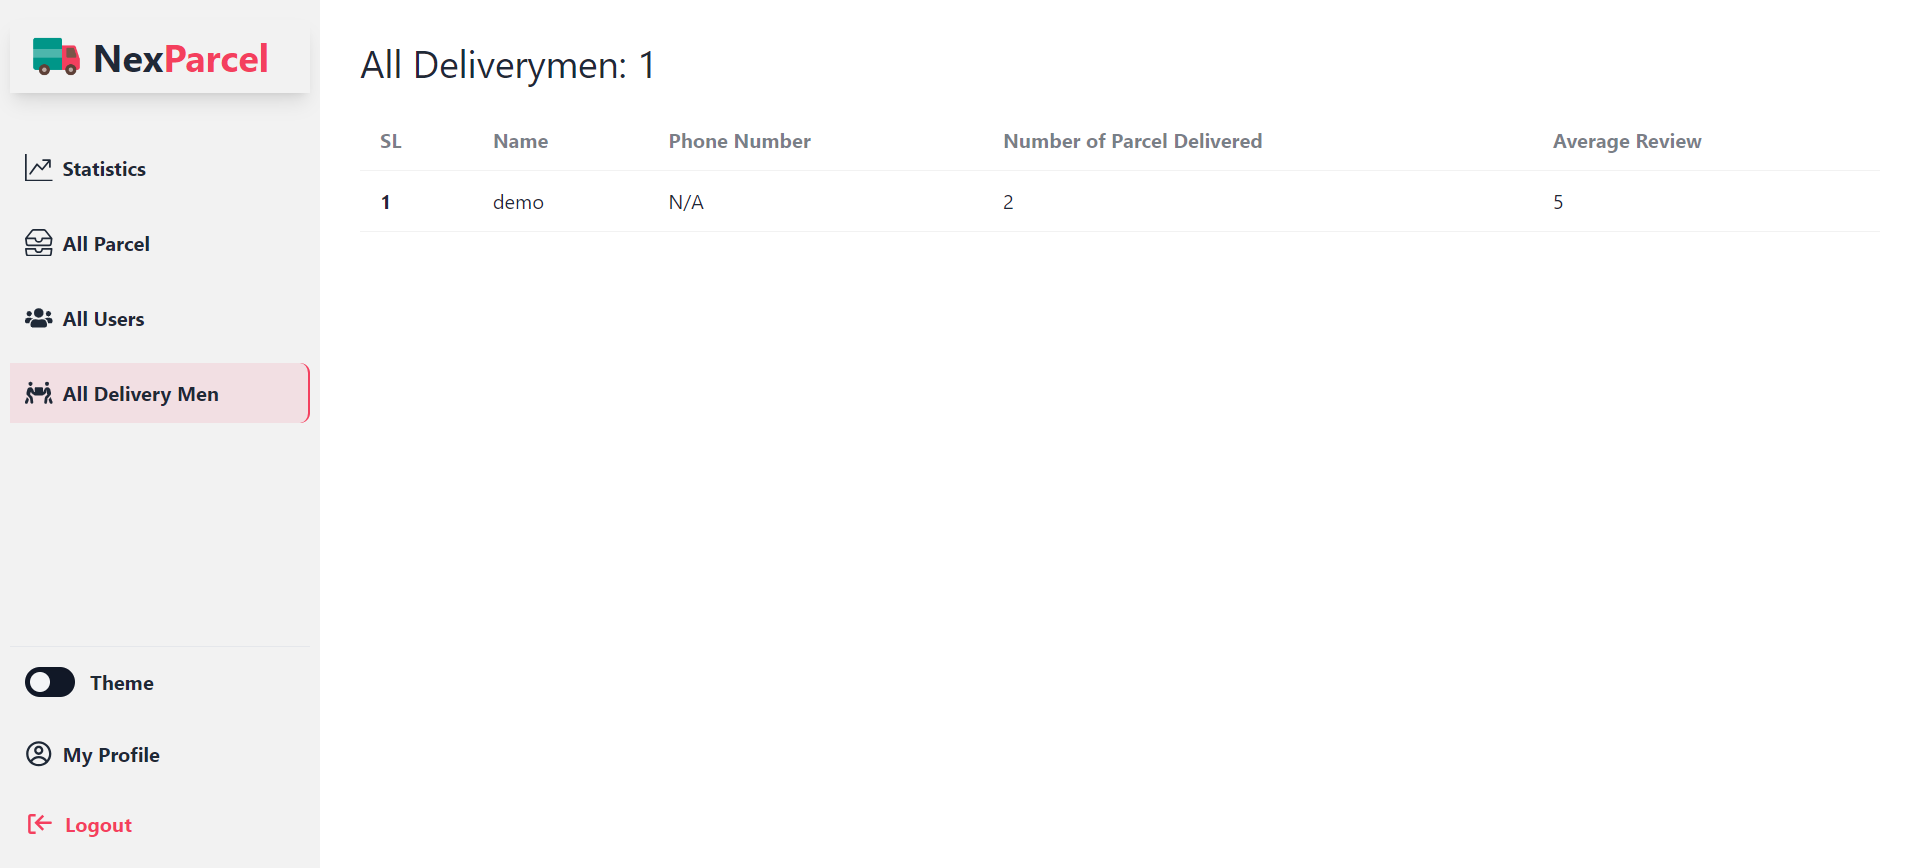 NexParcel
Statistics
All Parcel
All Users
All Delivery Men
Theme
My Profile
Logout
All Deliverymen: 1
SL Name Phone Number Number of Parcel Delivered Average Review
1 demo N/A 2 5